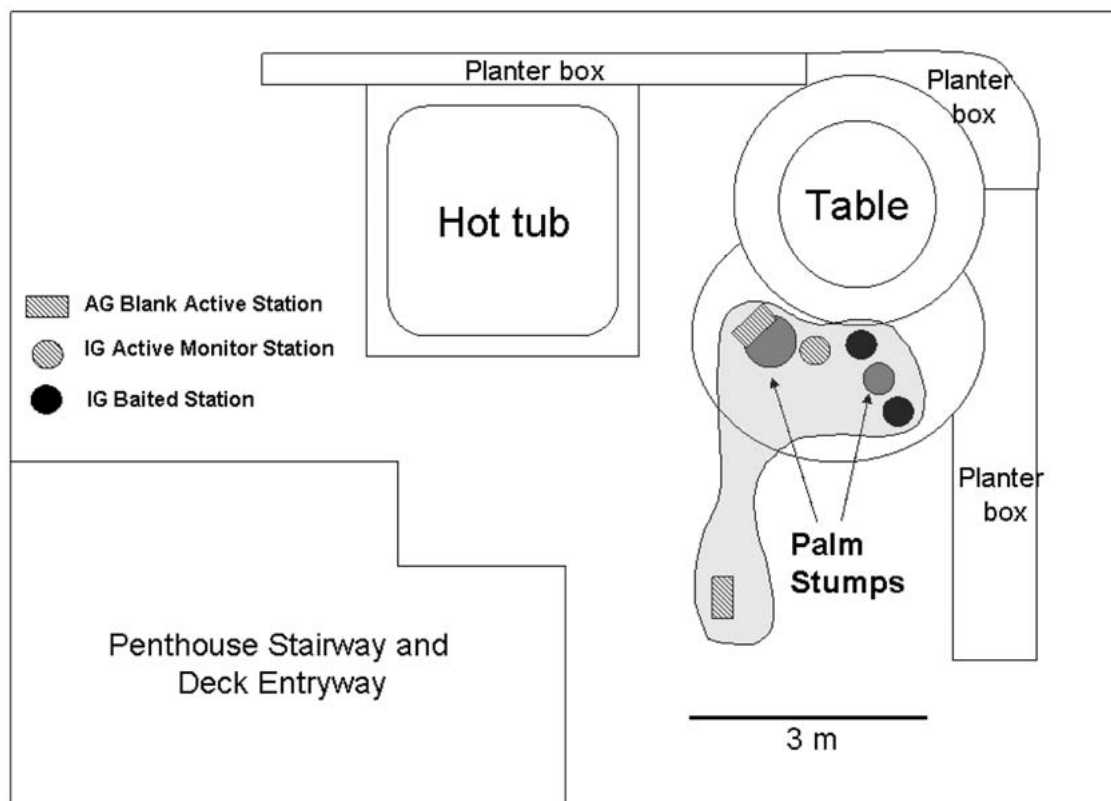 Planter box
Planter
box
Hot tub
Table
AG Blank Active Station
IG Active Monitor Station
IG Baited Station
Planter
box
Palm
Stumps
Penthouse Stairway and
Deck Entryway
3 m